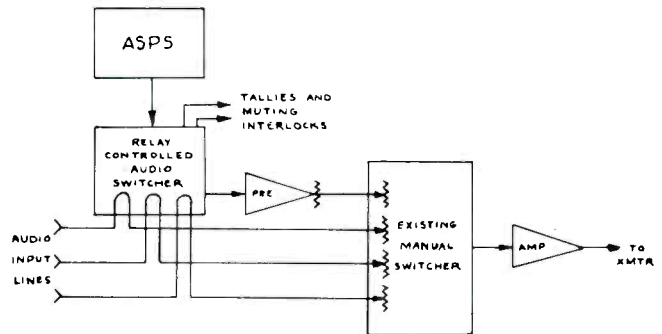 ASPS
TALLIES AND
MUTING
INTERLOCKS
RELAY
CONTROLLED
AUDIO
SWITCHER
PRE
AUDIO
INPUT
LINES
EXISTING
MANUAL
SWITCHER
AMP
TO
XMTR